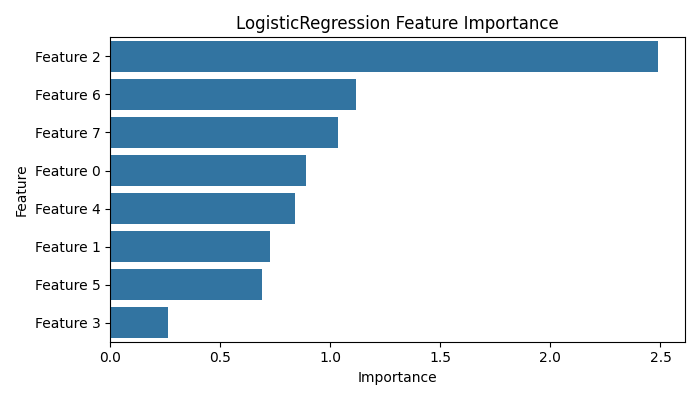 LogisticRegression Feature Importance
Feature
Feature 2
Feature 6
Feature 7
Feature 0
Feature 4
Feature 1
Feature 5
Feature 3
0.0 0.5 1.0 1.5 2.0 2.5
Importance